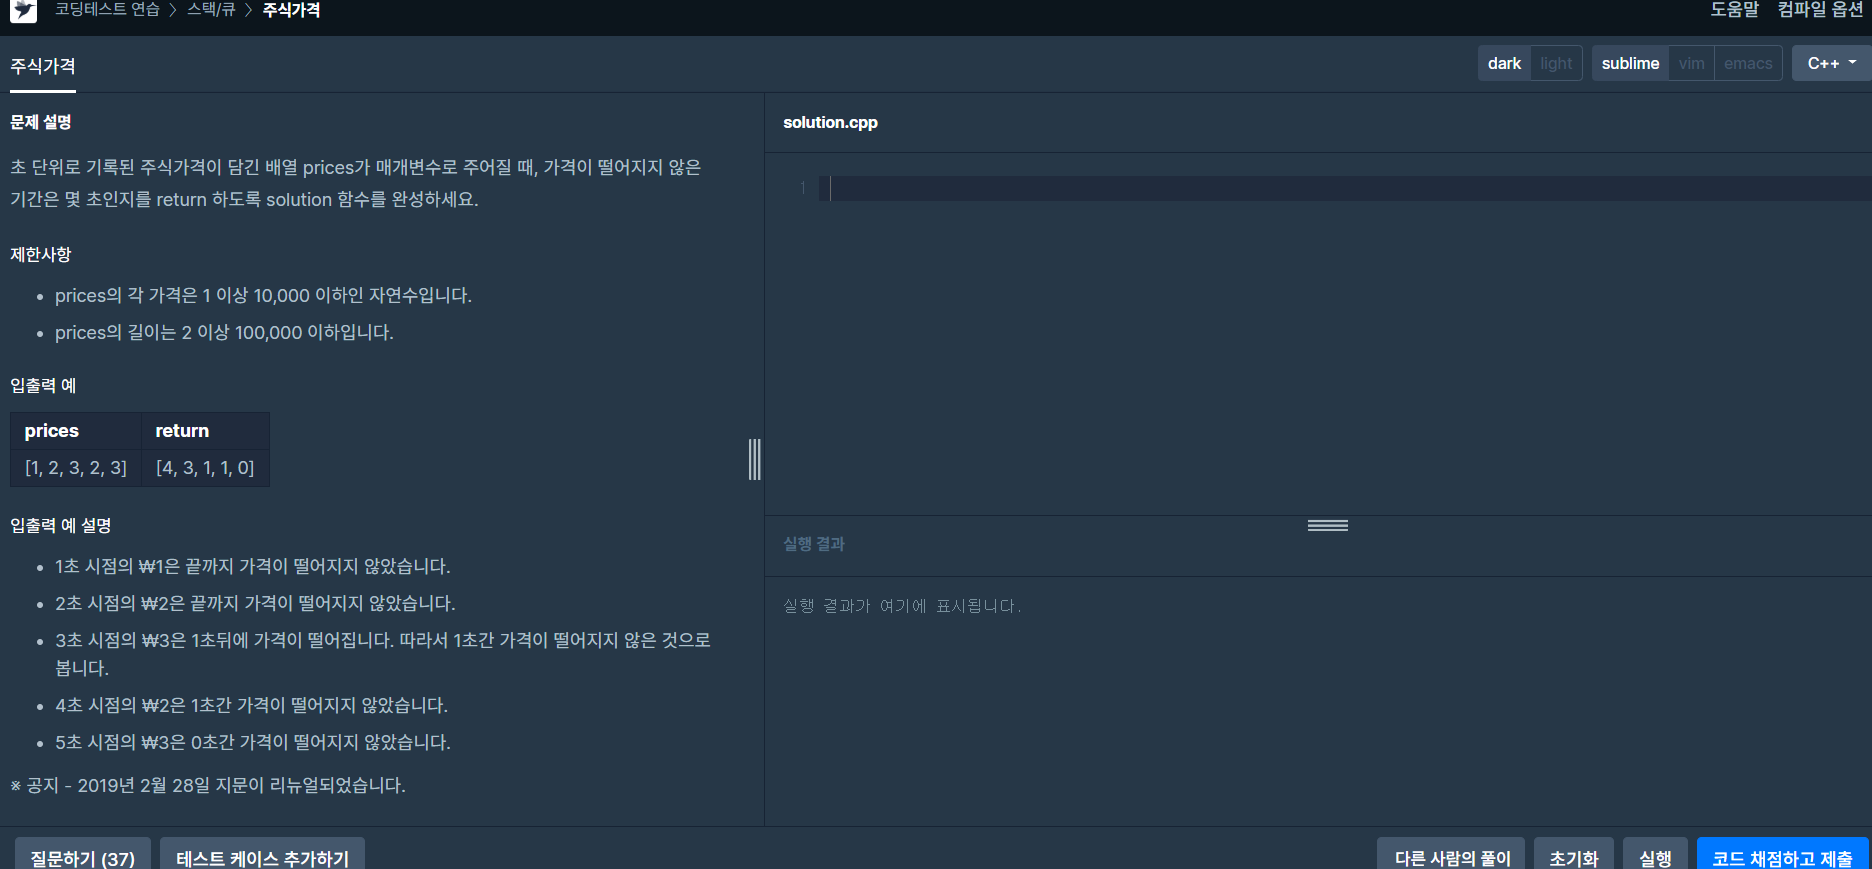 코딩테스트 연습 > 스택/큐 > 주식가격
도움말 컴파일 옵션
주식가격
dark light sublime vim emacs C++
문제 설명
초 단위로 기록된 주식가격이 담긴 배열 prices가 매개변수로 주어질 때, 가격이 떨어지지 않은
기간은 몇 초인지를 return 하도록 solution 함수를 완성하세요.
제한사항
• prices의 각 가격은 1 이상 10,000 이하인 자연수입니다.
• prices의 길이는 2 이상 100,000 이하입니다.
입출력 예
prices return
[1, 2, 3, 2, 3] [4, 3, 1, 1, 0]
입출력 예 설명
• 1초 시점의 ₩1은 끝까지 가격이 떨어지지 않았습니다.
• 2초 시점의 ₩2은 끝까지 가격이 떨어지지 않았습니다.
• 3초 시점의 ₩3은 1초뒤에 가격이 떨어집니다. 따라서 1초간 가격이 떨어지지 않은 것으로
봅니다.
• 4초 시점의 ₩2은 1초간 가격이 떨어지지 않았습니다.
• 5초 시점의 ₩3은 0초간 가격이 떨어지지 않았습니다.
※ 공지 - 2019년 2월 28일 지문이 리뉴얼되었습니다.
solution.cpp
1
실행 결과
실행 결과가 여기에 표시됩니다.
질문하기 (37) 테스트 케이스 추가하기
다른 사람의 풀이 초기화 실행 코드 채점하고 제출